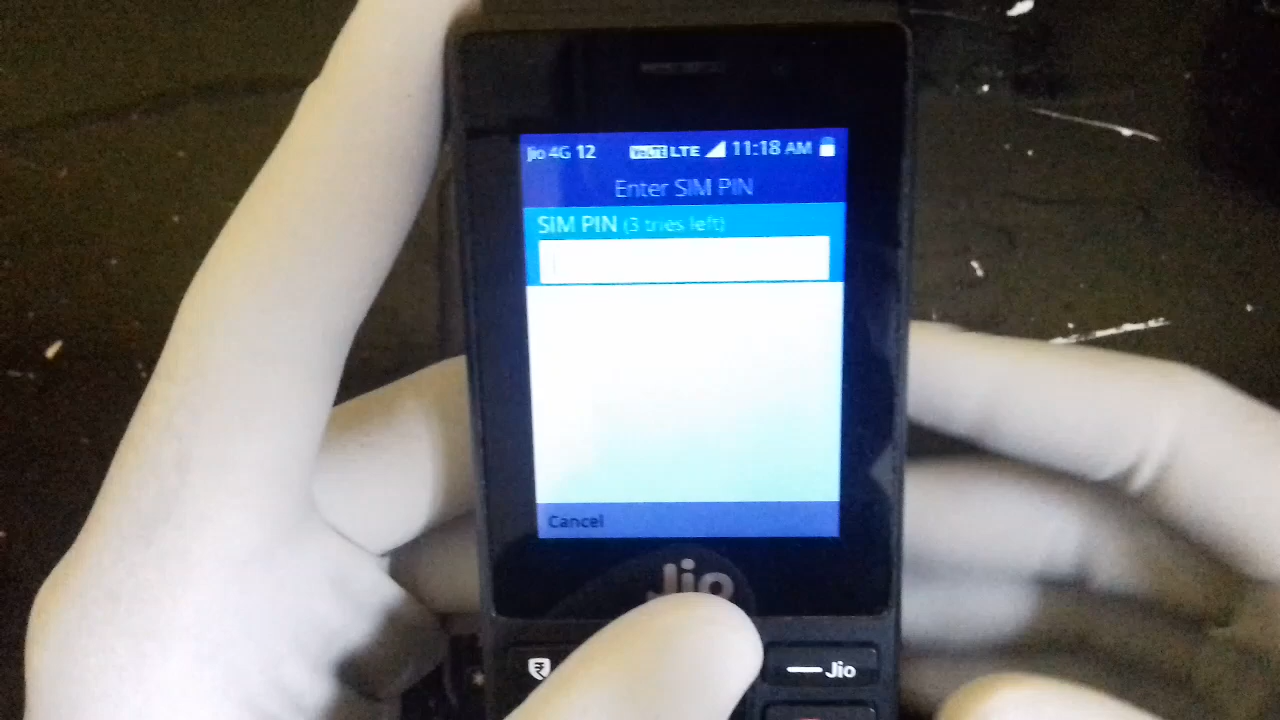 Jio 4G 12 VoLTE LTE 11:18 AM
Enter SIM PIN
SIM PIN (3 tries left)
Cancel
Jio
₹ Jio